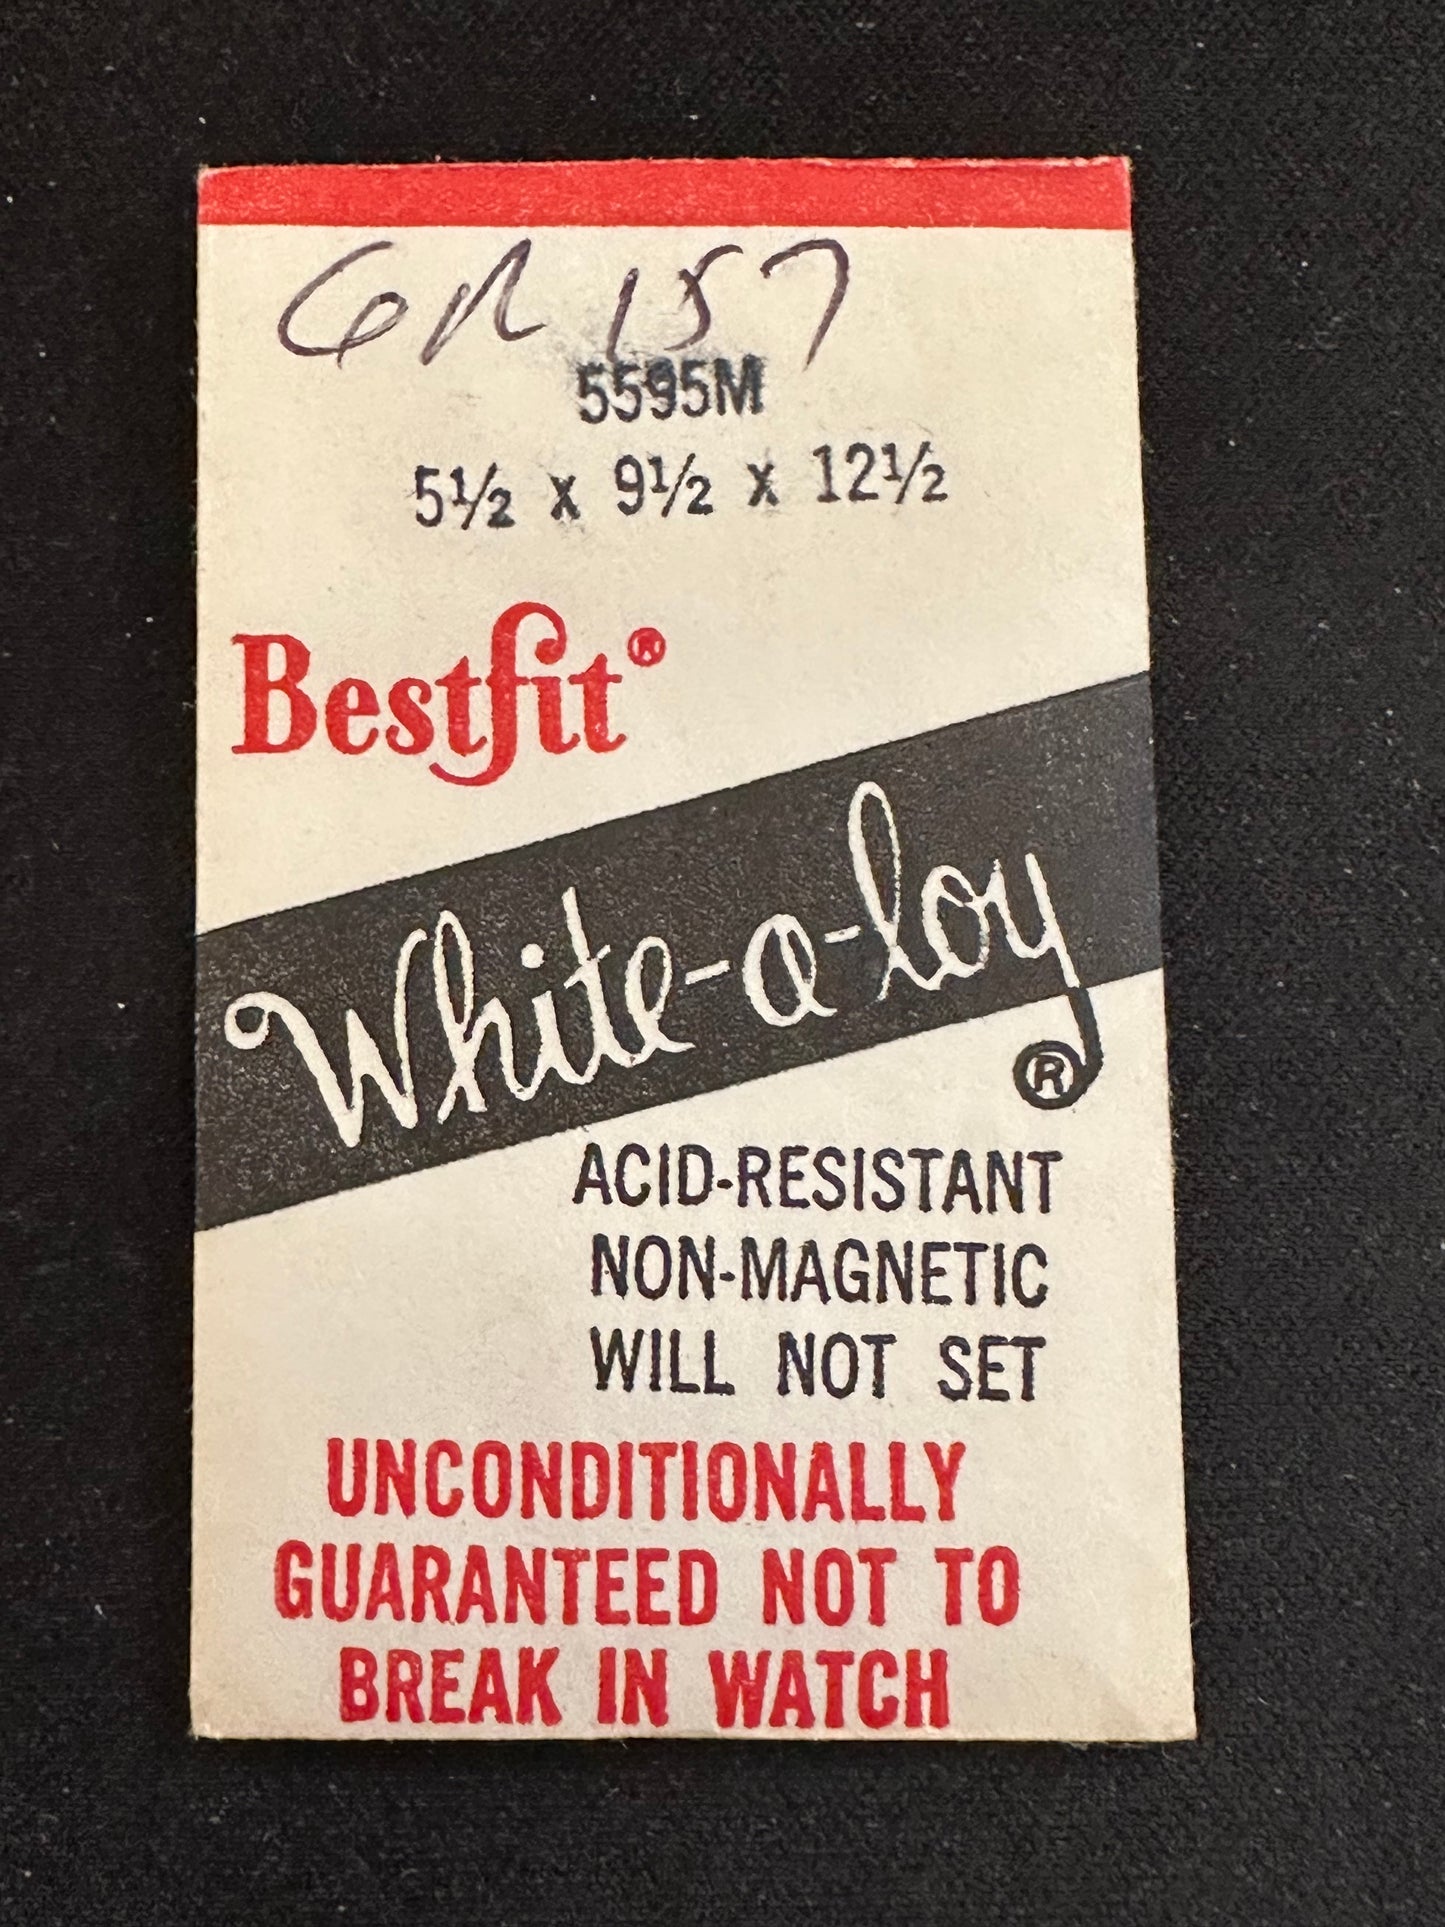 GR 157
5595M
5½ x 9½ x 12½
Bestfit®
White-a-loy
®
ACID-RESISTANT
NON-MAGNETIC
WILL NOT SET
UNCONDITIONALLY
GUARANTEED NOT TO
BREAK IN WATCH